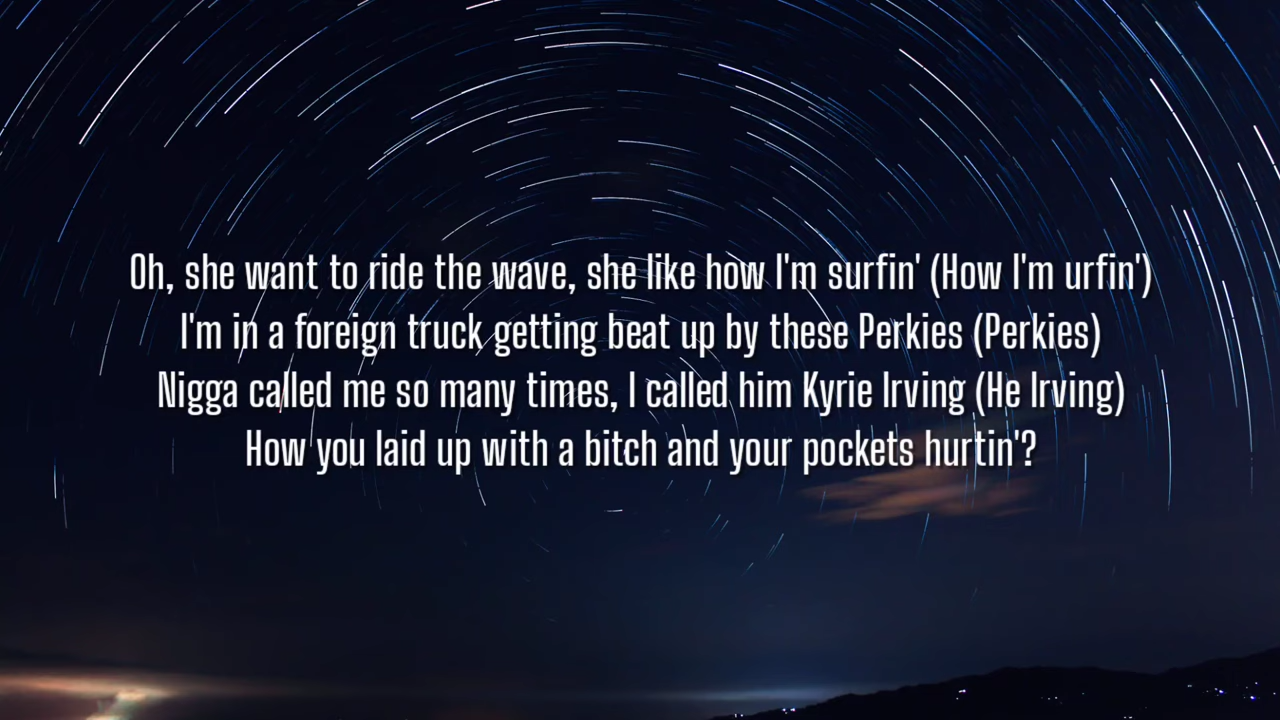 Oh, she want to ride the wave, she like how I'm surfin' (How I'm urfin')
I'm in a foreign truck getting beat up by these Perkies (Perkies)
Nigga called me so many times, I called him Kyrie Irving (He Irving)
How you laid up with a bitch and your pockets hurtin'?